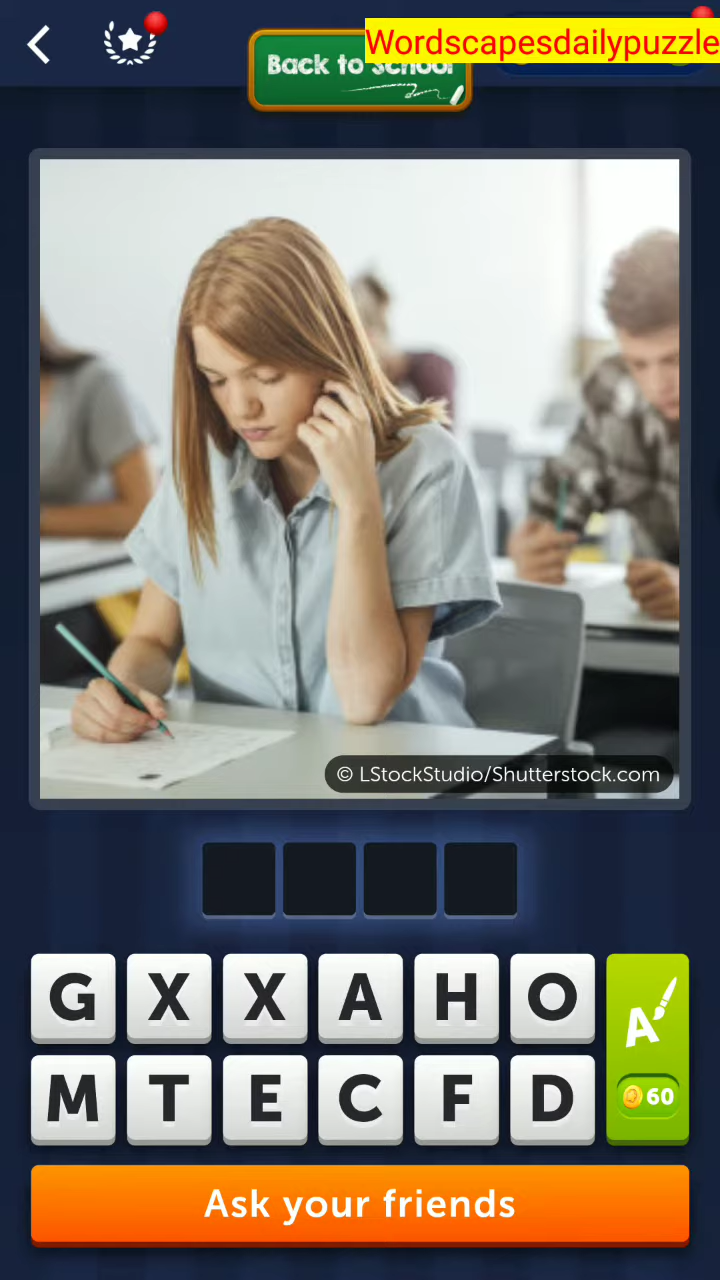 Wordscapesdailypuzzle
Back to School
© LStockStudio/Shutterstock.com
G X X A H O
M T E C F D
A
60
Ask your friends